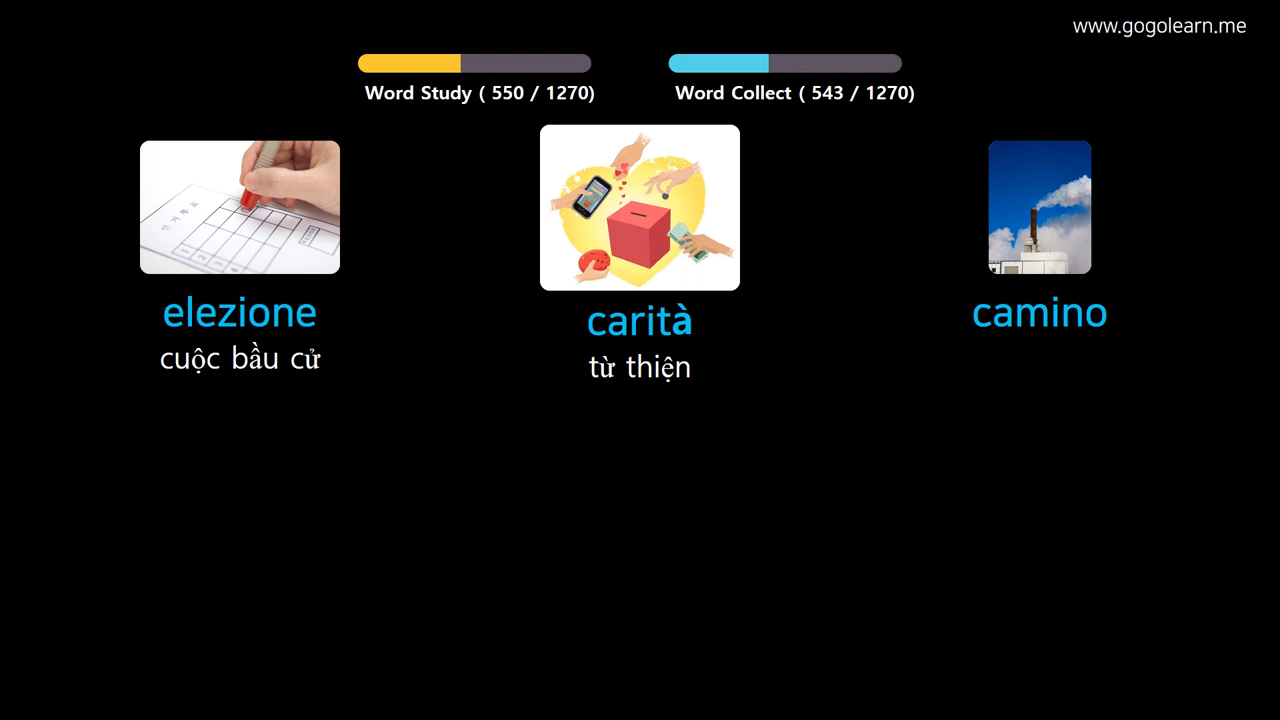 www.gogolearn.me
Word Study ( 550 / 1270)
Word Collect ( 543 / 1270)
elezione
cuộc bầu cử
carità
từ thiện
camino